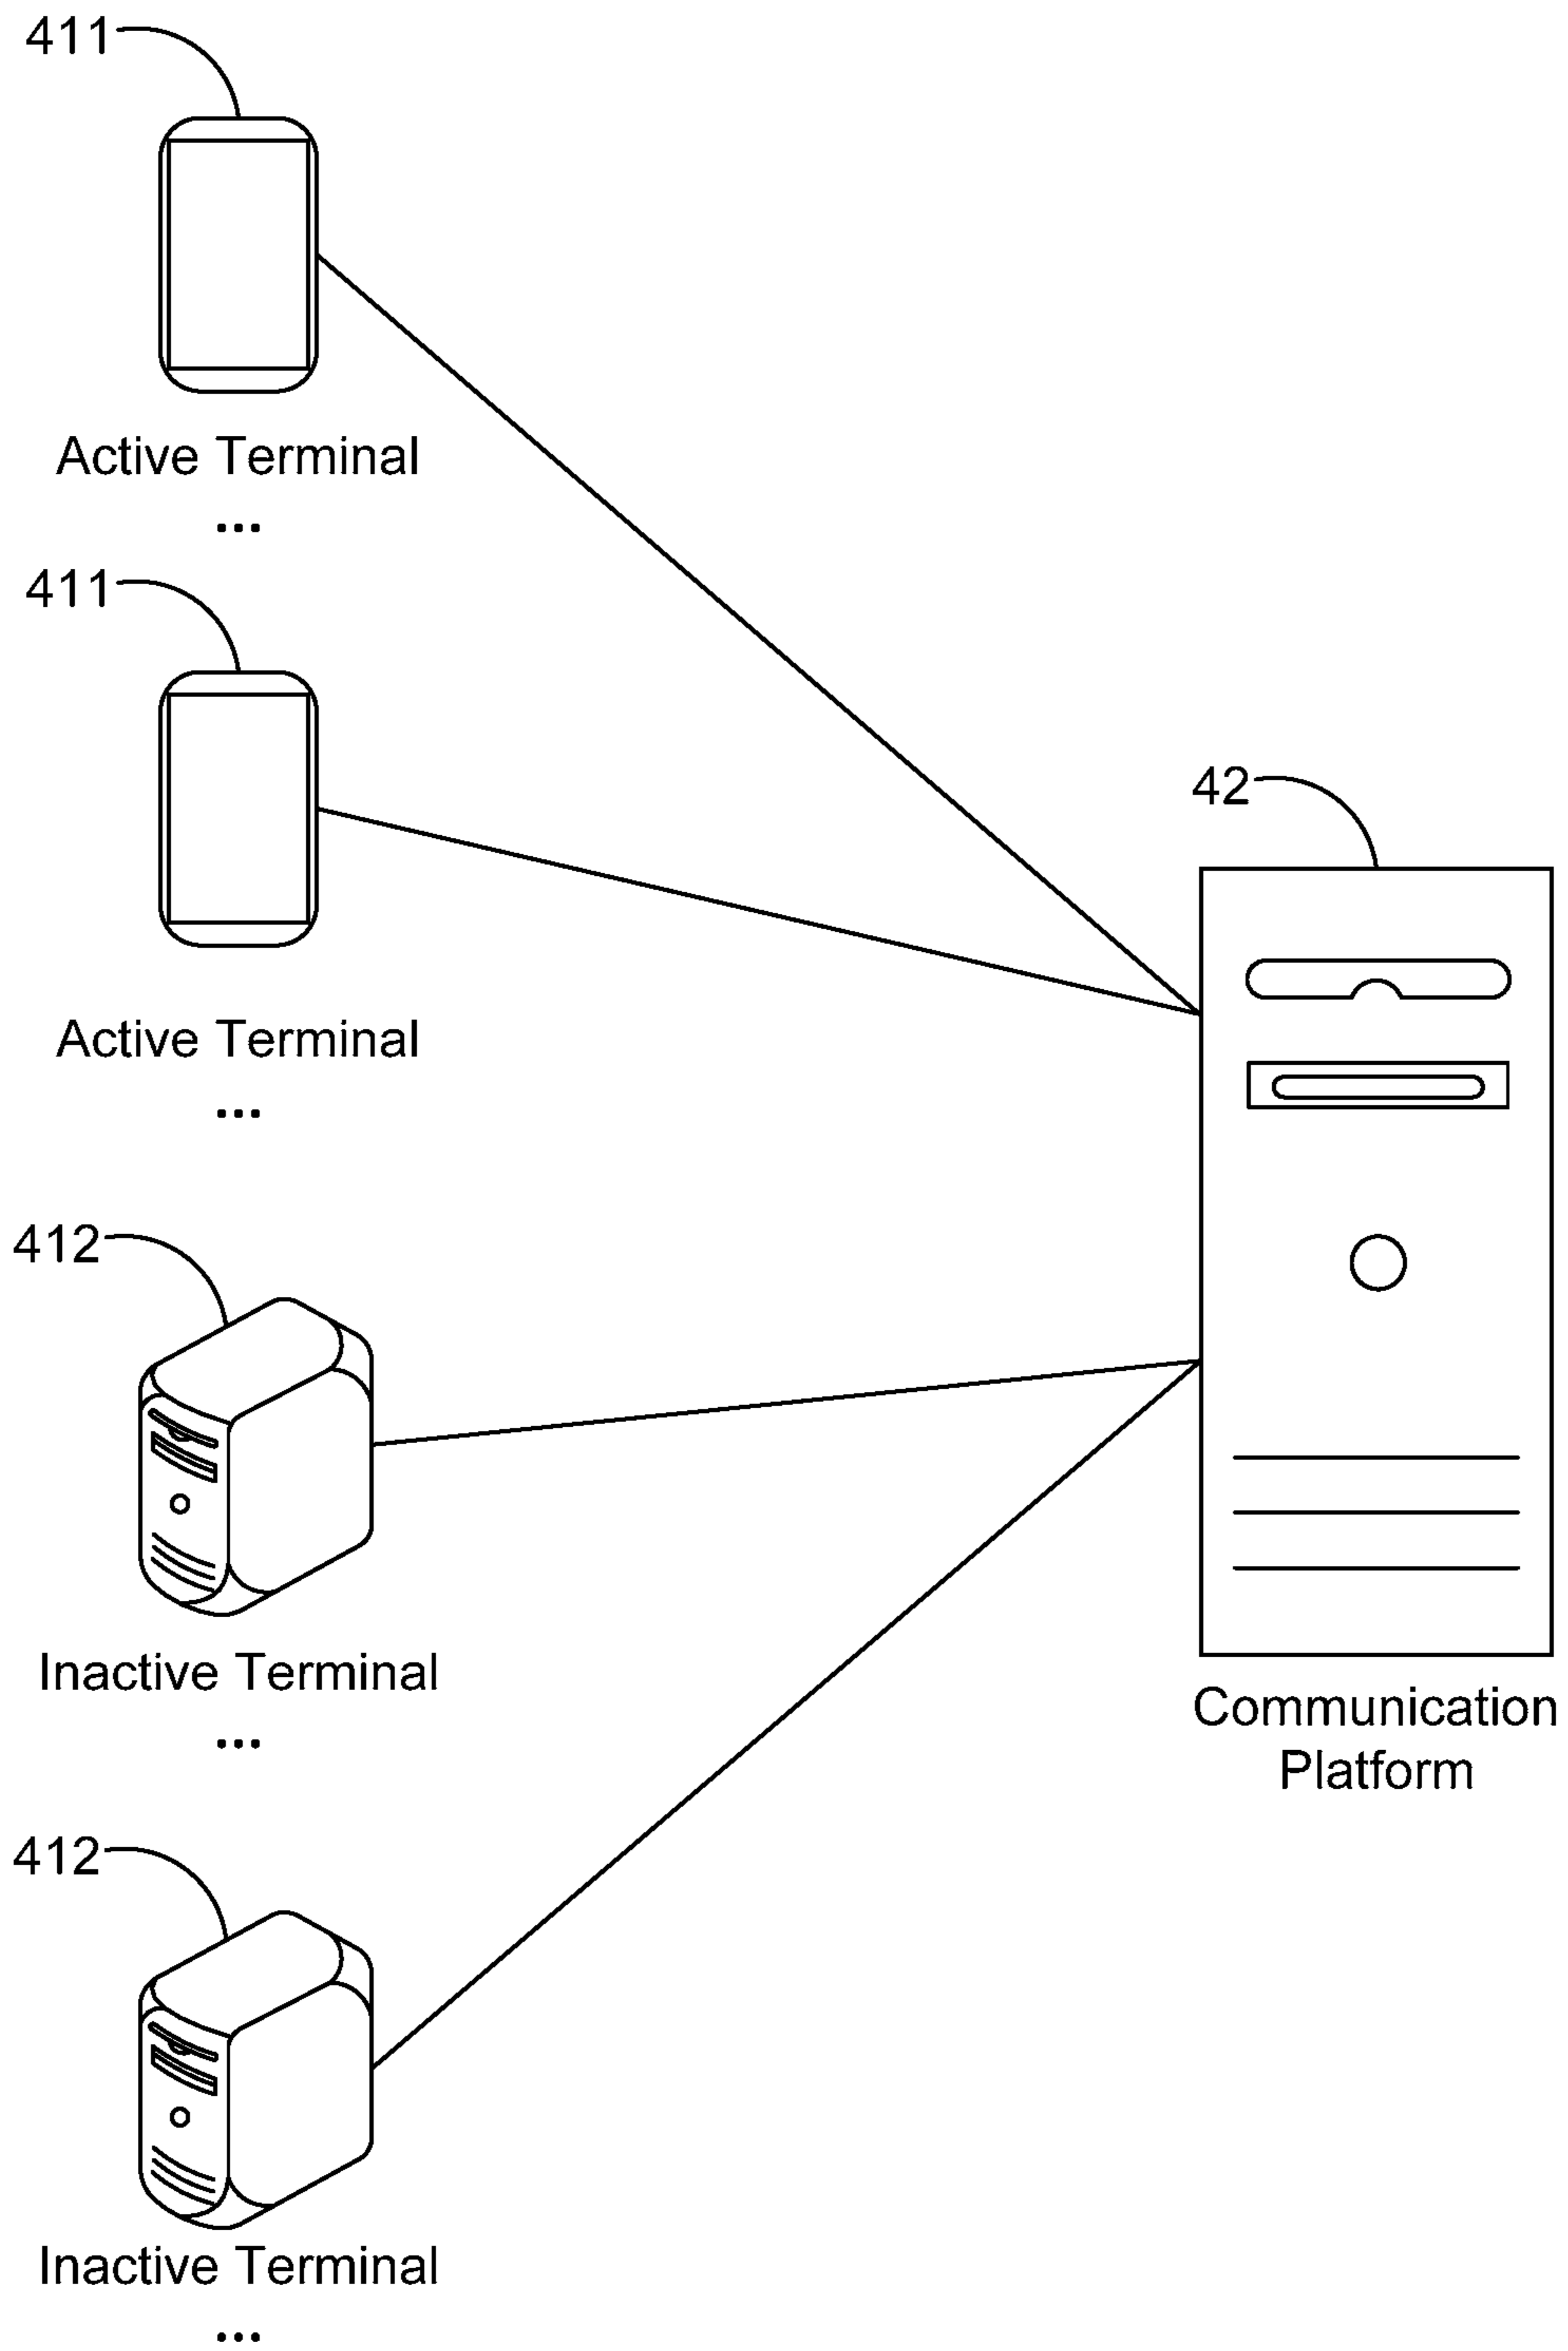 411
Active Terminal
...
411
Active Terminal
...
42
412
Inactive Terminal
...
Communication
Platform
412
Inactive Terminal
...